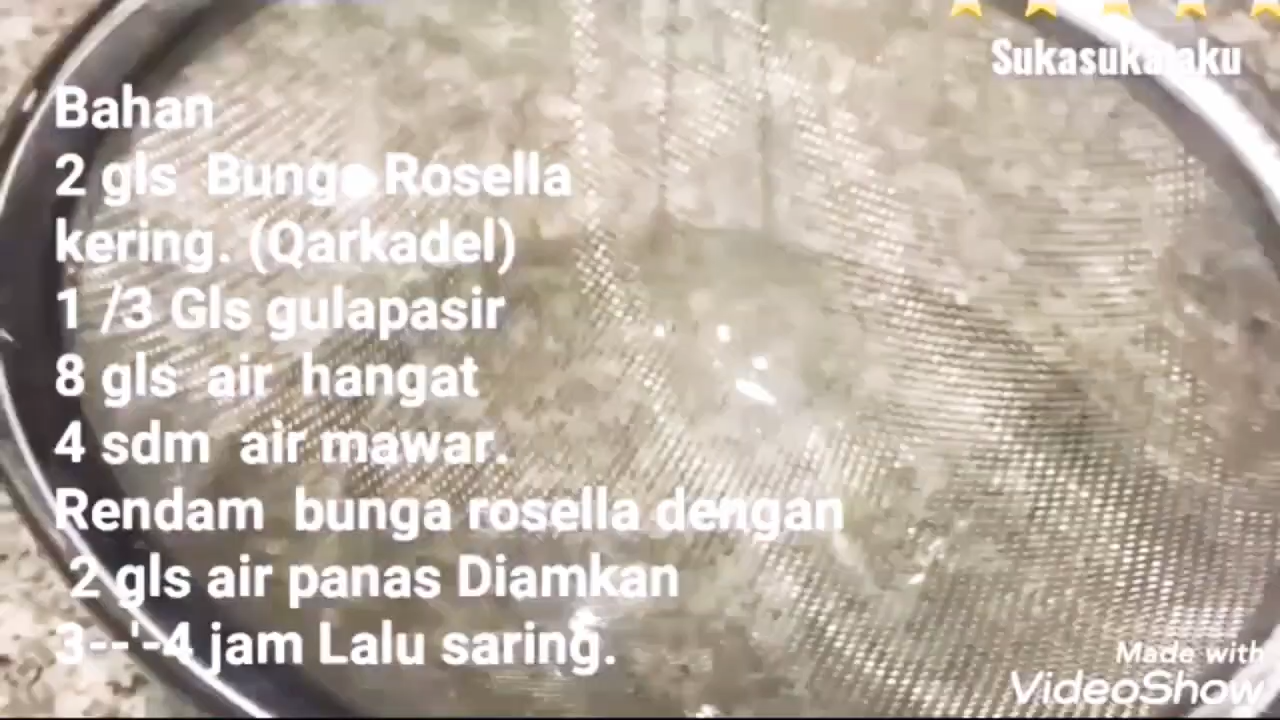 Sukasukajaku
Bahan
2 gls Bunga Rosella
kering. (Qarkadel)
1 /3 Gls gulapasir
8 gls air hangat
4 sdm air mawar.
Rendam bunga rosella dengan
2 gls air panas Diamkan
3--'-4 jam Lalu saring.
Made with
VideoShow